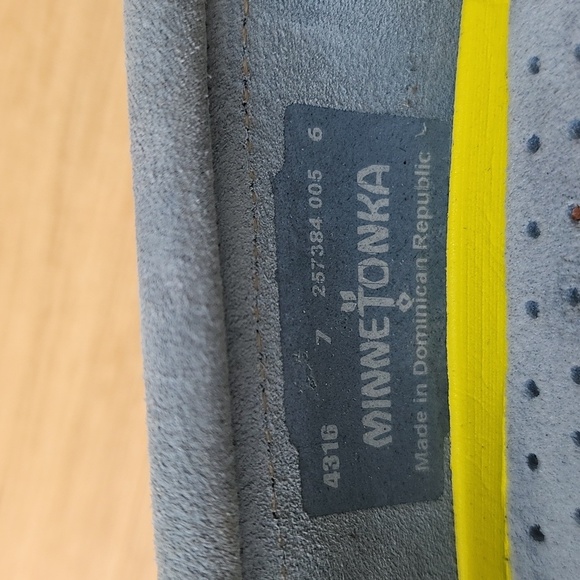 4316 7 257384 005 6
MINNETONKA
Made in Dominican Republic